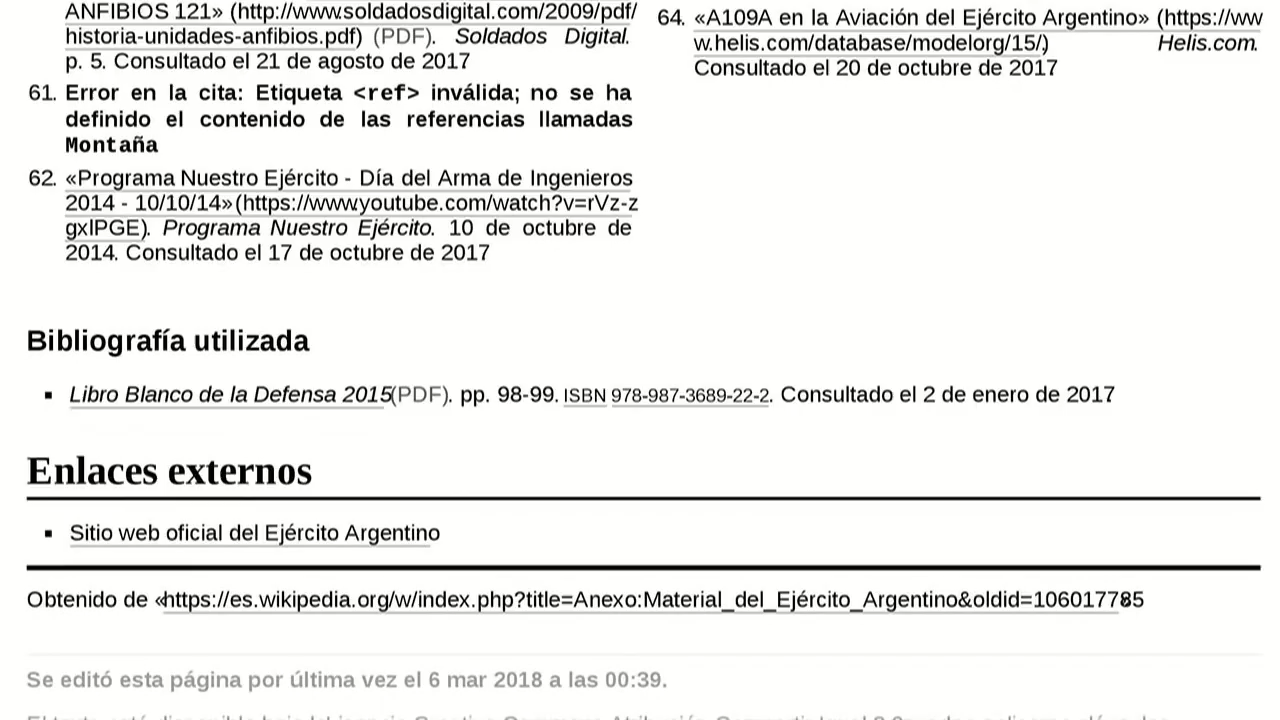 ANFIBIOS 121» (http://www.soldadosdigital.com/2009/pdf/
historia-unidades-anfibios.pdf) (PDF). Soldados Digital.
p. 5. Consultado el 21 de agosto de 2017
61. Error en la cita: Etiqueta <ref> inválida; no se ha
definido el contenido de las referencias llamadas
Montaña
62. «Programa Nuestro Ejército - Día del Arma de Ingenieros
2014 - 10/10/14» (https://www.youtube.com/watch?v=rVz-z
gxlPGE). Programa Nuestro Ejército. 10 de octubre de
2014. Consultado el 17 de octubre de 2017
64. «A109A en la Aviación del Ejército Argentino» (https://ww
w.helis.com/database/modelorg/15/) Helis.com.
Consultado el 20 de octubre de 2017
Bibliografía utilizada
▪ Libro Blanco de la Defensa 2015 (PDF). pp. 98-99. ISBN 978-987-3689-22-2. Consultado el 2 de enero de 2017
Enlaces externos
▪ Sitio web oficial del Ejército Argentino
Obtenido de «https://es.wikipedia.org/w/index.php?title=Anexo:Material_del_Ejército_Argentino&oldid=106017785
Se editó esta página por última vez el 6 mar 2018 a las 00:39.